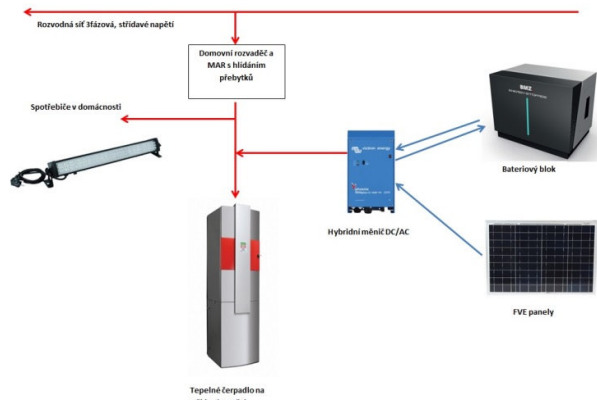 Rozvodná síť 3fázová, střídavé napětí
Domovní rozvaděč a
MAR s hlídáním
přebytků
Spotřebiče v domácnosti
BMZ
Bateriový blok
Hybridní měnič DC/AC
FVE panely
Tepelné čerpadlo na